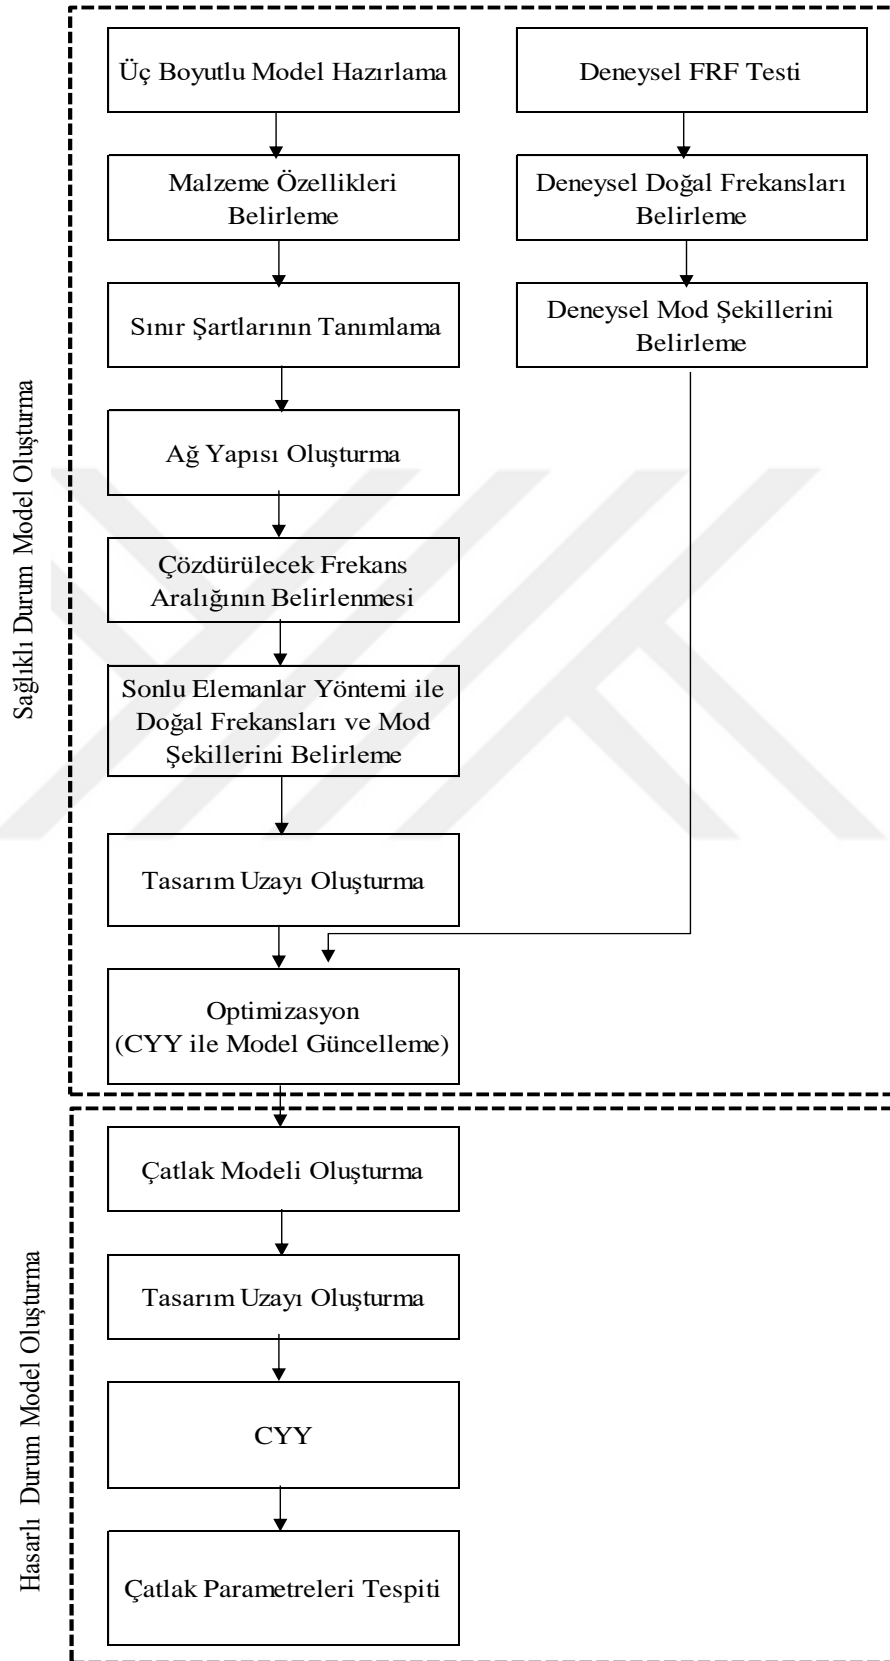 Sağlıklı Durum Model Oluşturma
Üç Boyutlu Model Hazırlama
Malzeme Özellikleri
Belirleme
Sınır Şartlarının Tanımlama
Ağ Yapısı Oluşturma
Çözdürülecek Frekans
Aralığının Belirlenmesi
Sonlu Elemanlar Yöntemi ile
Doğal Frekansları ve Mod
Şekillerini Belirleme
Tasarım Uzayı Oluşturma
Deneysel FRF Testi
Deneysel Doğal Frekansları
Belirleme
Deneysel Mod Şekillerini
Belirleme
Optimizasyon
(CYY ile Model Güncelleme)
Hasarlı Durum Model Oluşturma
Çatlak Modeli Oluşturma
Tasarım Uzayı Oluşturma
CYY
Çatlak Parametreleri Tespiti